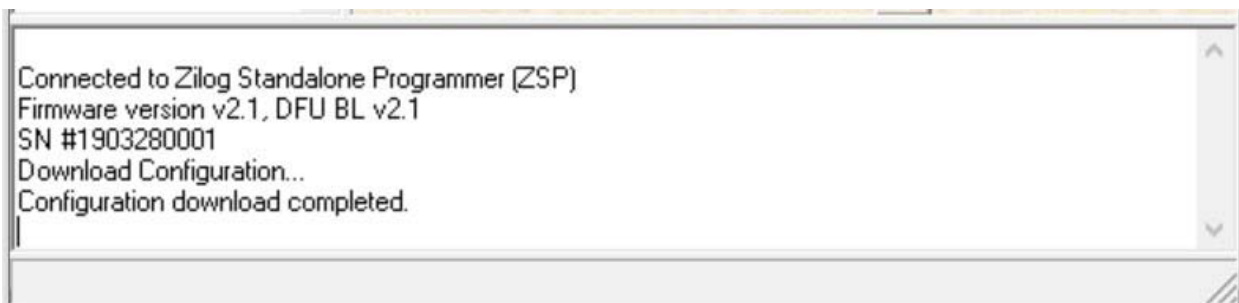 Connected to Zilog Standalone Programmer (ZSP)
Firmware version v2.1, DFU BL v2.1
SN #1903280001
Download Configuration...
Configuration download completed.